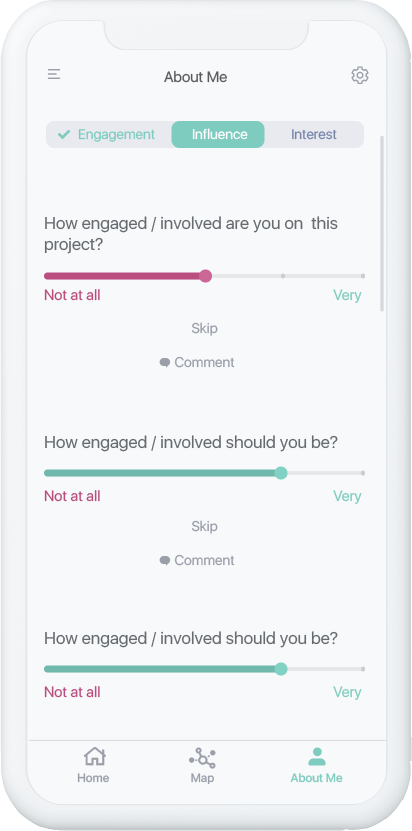 About Me
Engagement Influence Interest
How engaged / involved are you on  this
project?
Not at all Very
Skip
Comment
How engaged / involved should you be?
Not at all Very
Skip
Comment
How engaged / involved should you be?
Not at all Very
Home Map About Me